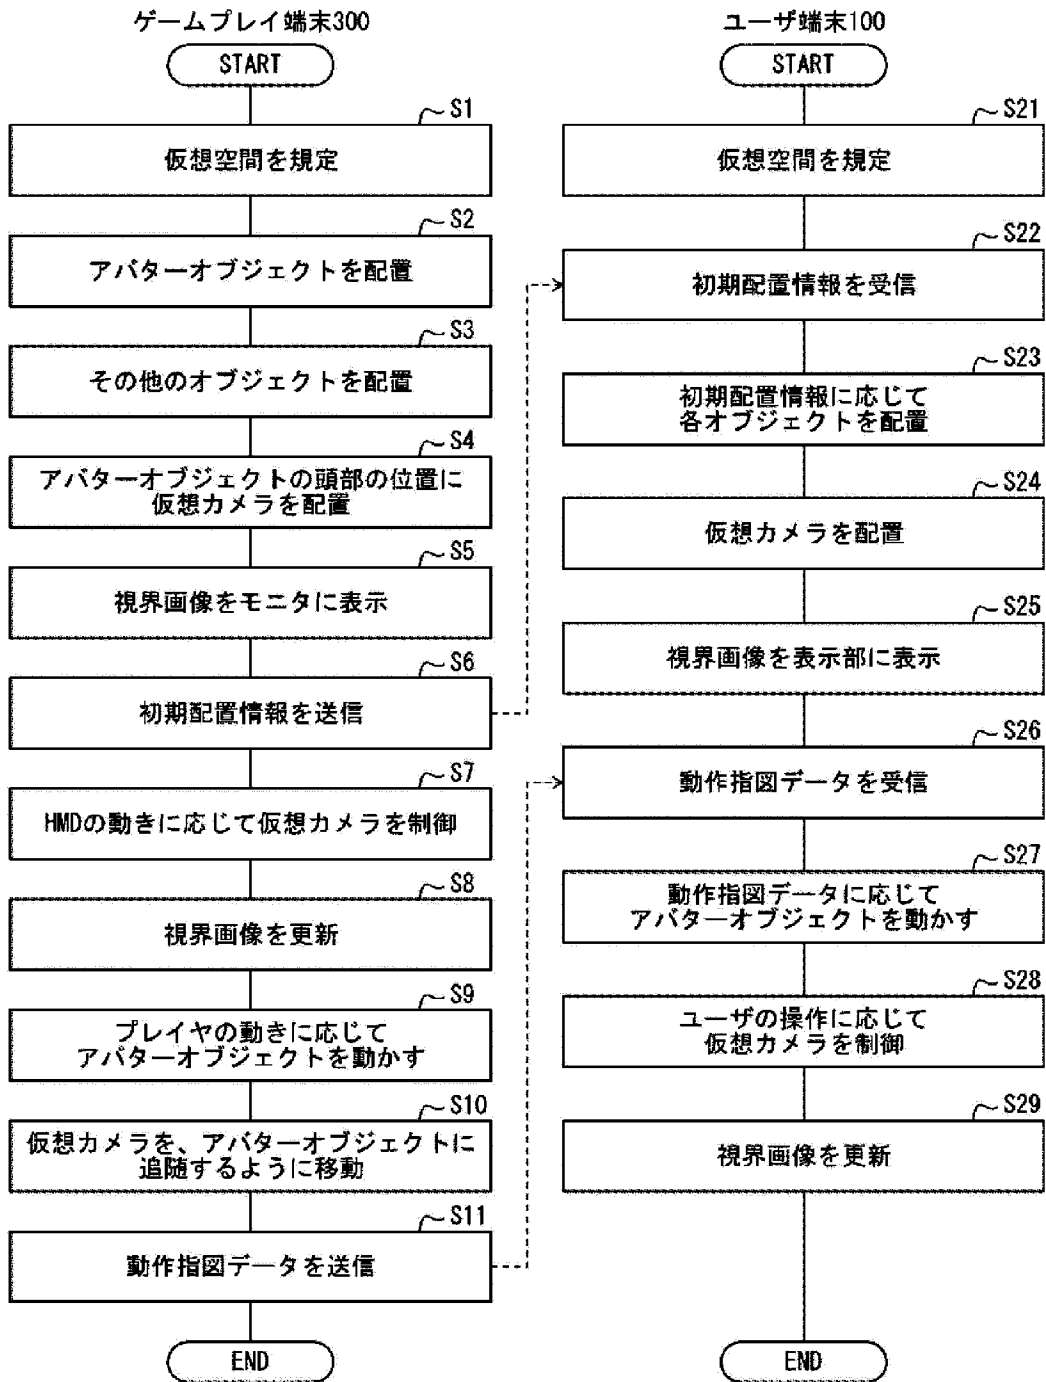 ゲームプレイ端末300
START
S1
仮想空間を規定
S2
アバターオブジェクトを配置
S3
その他のオブジェクトを配置
S4
アバターオブジェクトの頭部の位置に
仮想カメラを配置
S5
視界画像をモニタに表示
S6
初期配置情報を送信
S7
HMDの動きに応じて仮想カメラを制御
S8
視界画像を更新
S9
プレイヤの動きに応じて
アバターオブジェクトを動かす
S10
仮想カメラを、アバターオブジェクトに
追随するように移動
S11
動作指図データを送信
END
ユーザ端末100
START
S21
仮想空間を規定
S22
初期配置情報を受信
S23
初期配置情報に応じて
各オブジェクトを配置
S24
仮想カメラを配置
S25
視界画像を表示部に表示
S26
動作指図データを受信
S27
動作指図データに応じて
アバターオブジェクトを動かす
S28
ユーザの操作に応じて
仮想カメラを制御
S29
視界画像を更新
END